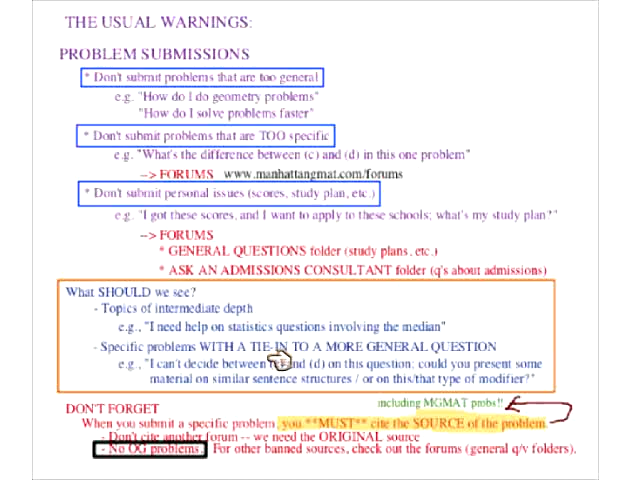 THE USUAL WARNINGS:
PROBLEM SUBMISSIONS
* Don't submit problems that are too general
e.g. "How do I do geometry problems"
"How do I solve problems faster"
* Don't submit problems that are TOO specific
e.g. "What's the difference between (c) and (d) in this one problem"
--> FORUMS www.manhattangmat.com/forums
* Don't submit personal issues (scores, study plan, etc.)
e.g. "I got these scores, and I want to apply to these schools; what's my study plan?"
--> FORUMS
* GENERAL QUESTIONS folder (study plans, etc.)
* ASK AN ADMISSIONS CONSULTANT folder (q's about admissions)
What SHOULD we see?
- Topics of intermediate depth
e.g., "I need help on statistics questions involving the median"
- Specific problems WITH A TIE-IN TO A MORE GENERAL QUESTION
e.g., "I can't decide between and (d) on this question; could you present some
material on similar sentence structures / or on this/that type of modifier?"
including MGMAT probs!!
DON'T FORGET
When you submit a specific problem, you **MUST** cite the SOURCE of the problem.
- Don't cite another forum -- we need the ORIGINAL source
- No OG problems. For other banned sources, check out the forums (general q/v folders).